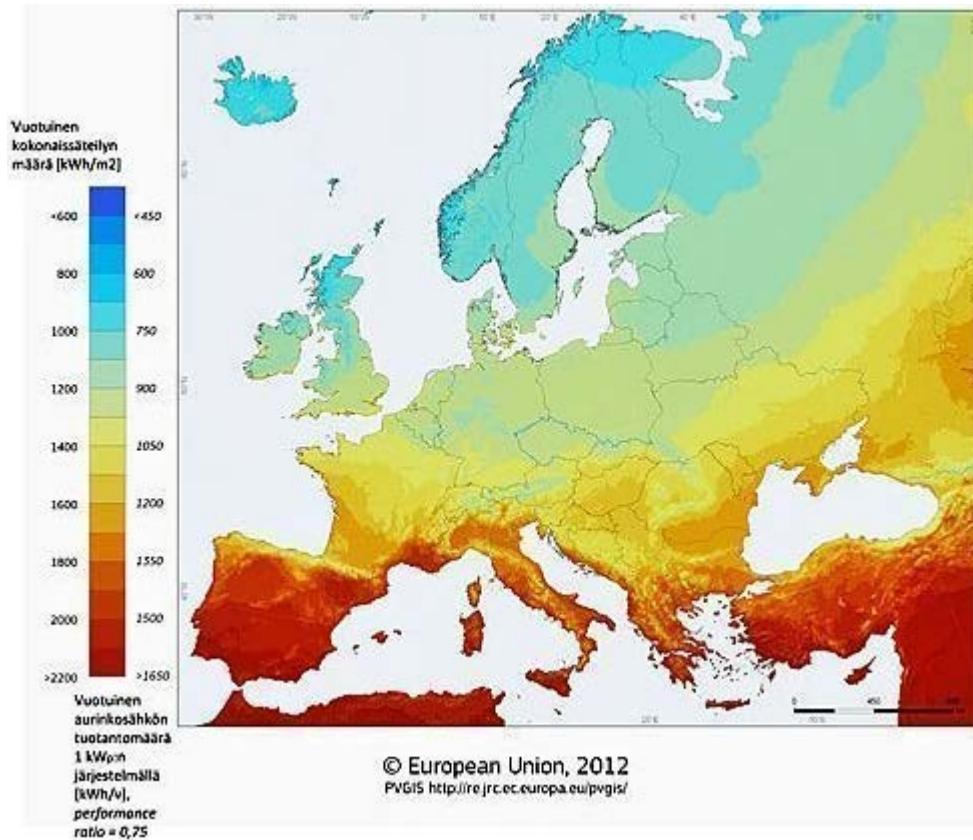 Vuotuinen
kokonaissäteilyn
määrä [kWh/m2]
<600 <450
800 600
1000 750
1200 900
1400 1050
1600 1200
1800 1350
2000 1500
>2200 >1650
Vuotuinen
aurinkosähkön
tuotantomäärä
1 kWp:n
järjestelmällä
[kWh/v],
performance
ratio = 0,75
© European Union, 2012
PVGIS http://re.jrc.ec.europa.eu/pvgis/